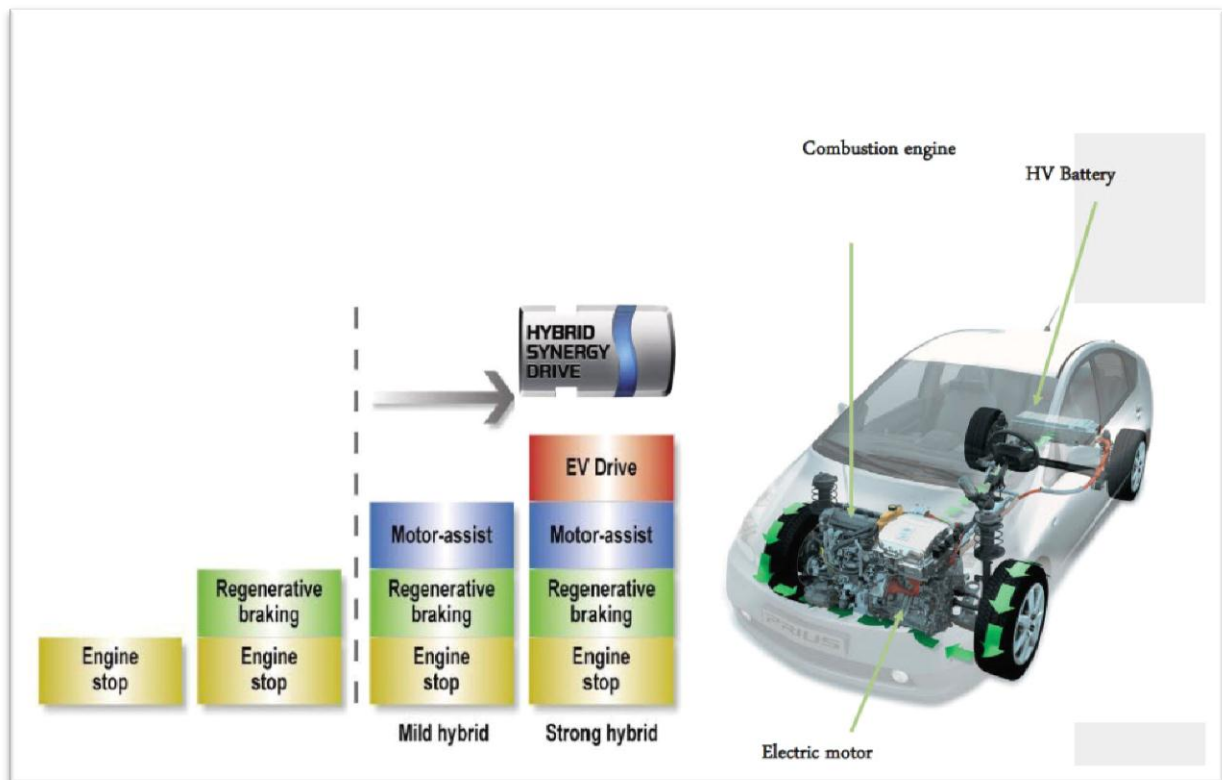 Combustion engine
HV Battery
HYBRID
SYNERGY
DRIVE
EV Drive
Motor-assist
Motor-assist
Regenerative
braking
Regenerative
braking
Regenerative
braking
Engine
stop
Engine
stop
Engine
stop
Engine
stop
Mild hybrid
Strong hybrid
PRIUS
Electric motor